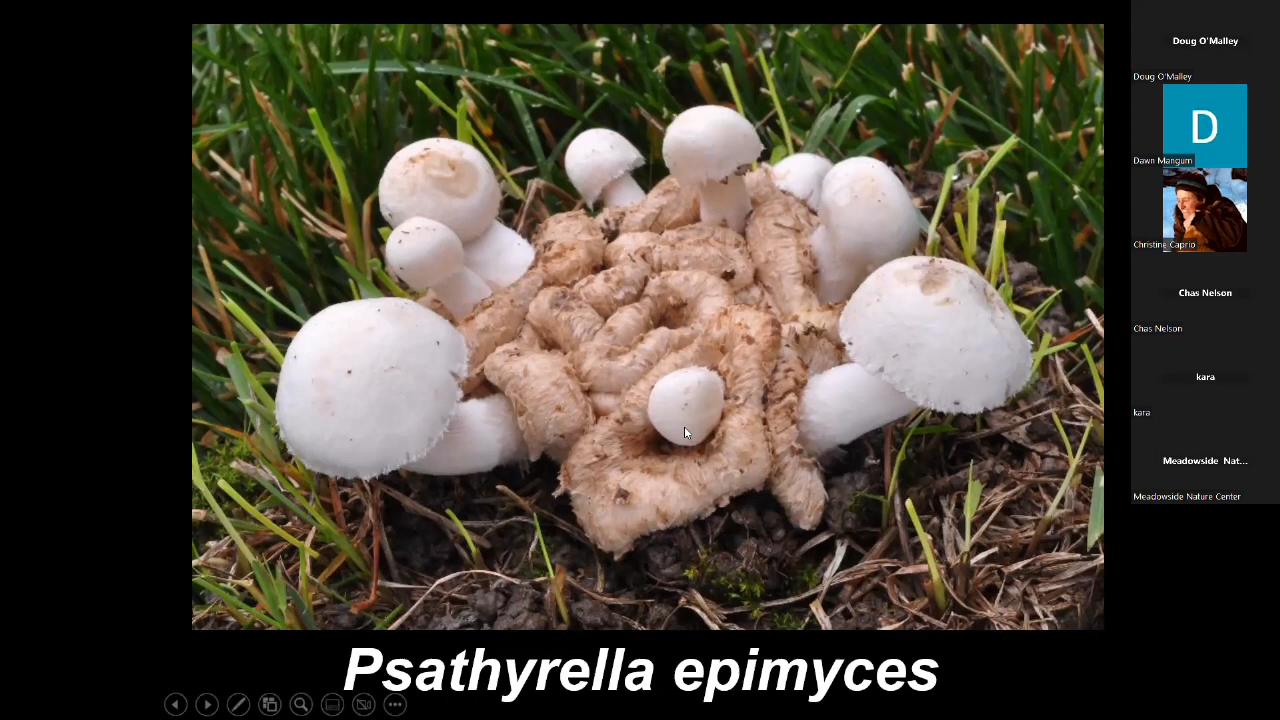 Doug O'Malley
Doug O'Malley
D
Dawn Mangum
Christine Caprio
Chas Nelson
Chas Nelson
kara
kara
Meadowside Nat...
Meadowside Nature Center
Psathyrella epimyces